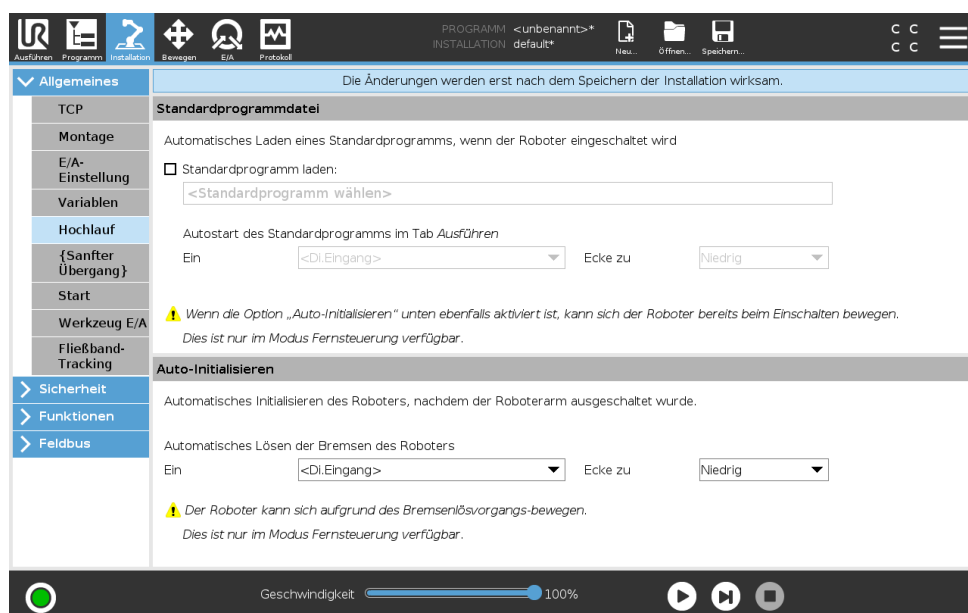 UR
PROGRAMM <unbenannt>*
INSTALLATION default*
Ausführen Programm Installation Bewegen E/A Protokoll Neu... Öffnen... Speichern...
C C
C C
Allgemeines
TCP
Montage
E/A-
Einstellung
Variablen
Hochlauf
{Sanfter
Übergang}
Start
Werkzeug E/A
Fließband-
Tracking
Sicherheit
Funktionen
Feldbus
Die Änderungen werden erst nach dem Speichern der Installation wirksam.
Standardprogrammdatei
Automatisches Laden eines Standardprogramms, wenn der Roboter eingeschaltet wird
Standardprogramm laden:
<Standardprogramm wählen>
Autostart des Standardprogramms im Tab Ausführen
Ein <Di.Eingang> Ecke zu Niedrig
Wenn die Option „Auto-Initialisieren“ unten ebenfalls aktiviert ist, kann sich der Roboter bereits beim Einschalten bewegen.
Dies ist nur im Modus Fernsteuerung verfügbar.
Auto-Initialisieren
Automatisches Initialisieren des Roboters, nachdem der Roboterarm ausgeschaltet wurde.
Automatisches Lösen der Bremsen des Roboters
Ein <Di.Eingang> Ecke zu Niedrig
Der Roboter kann sich aufgrund des Bremsenlösvorgangs-bewegen.
Dies ist nur im Modus Fernsteuerung verfügbar.
Geschwindigkeit 100%